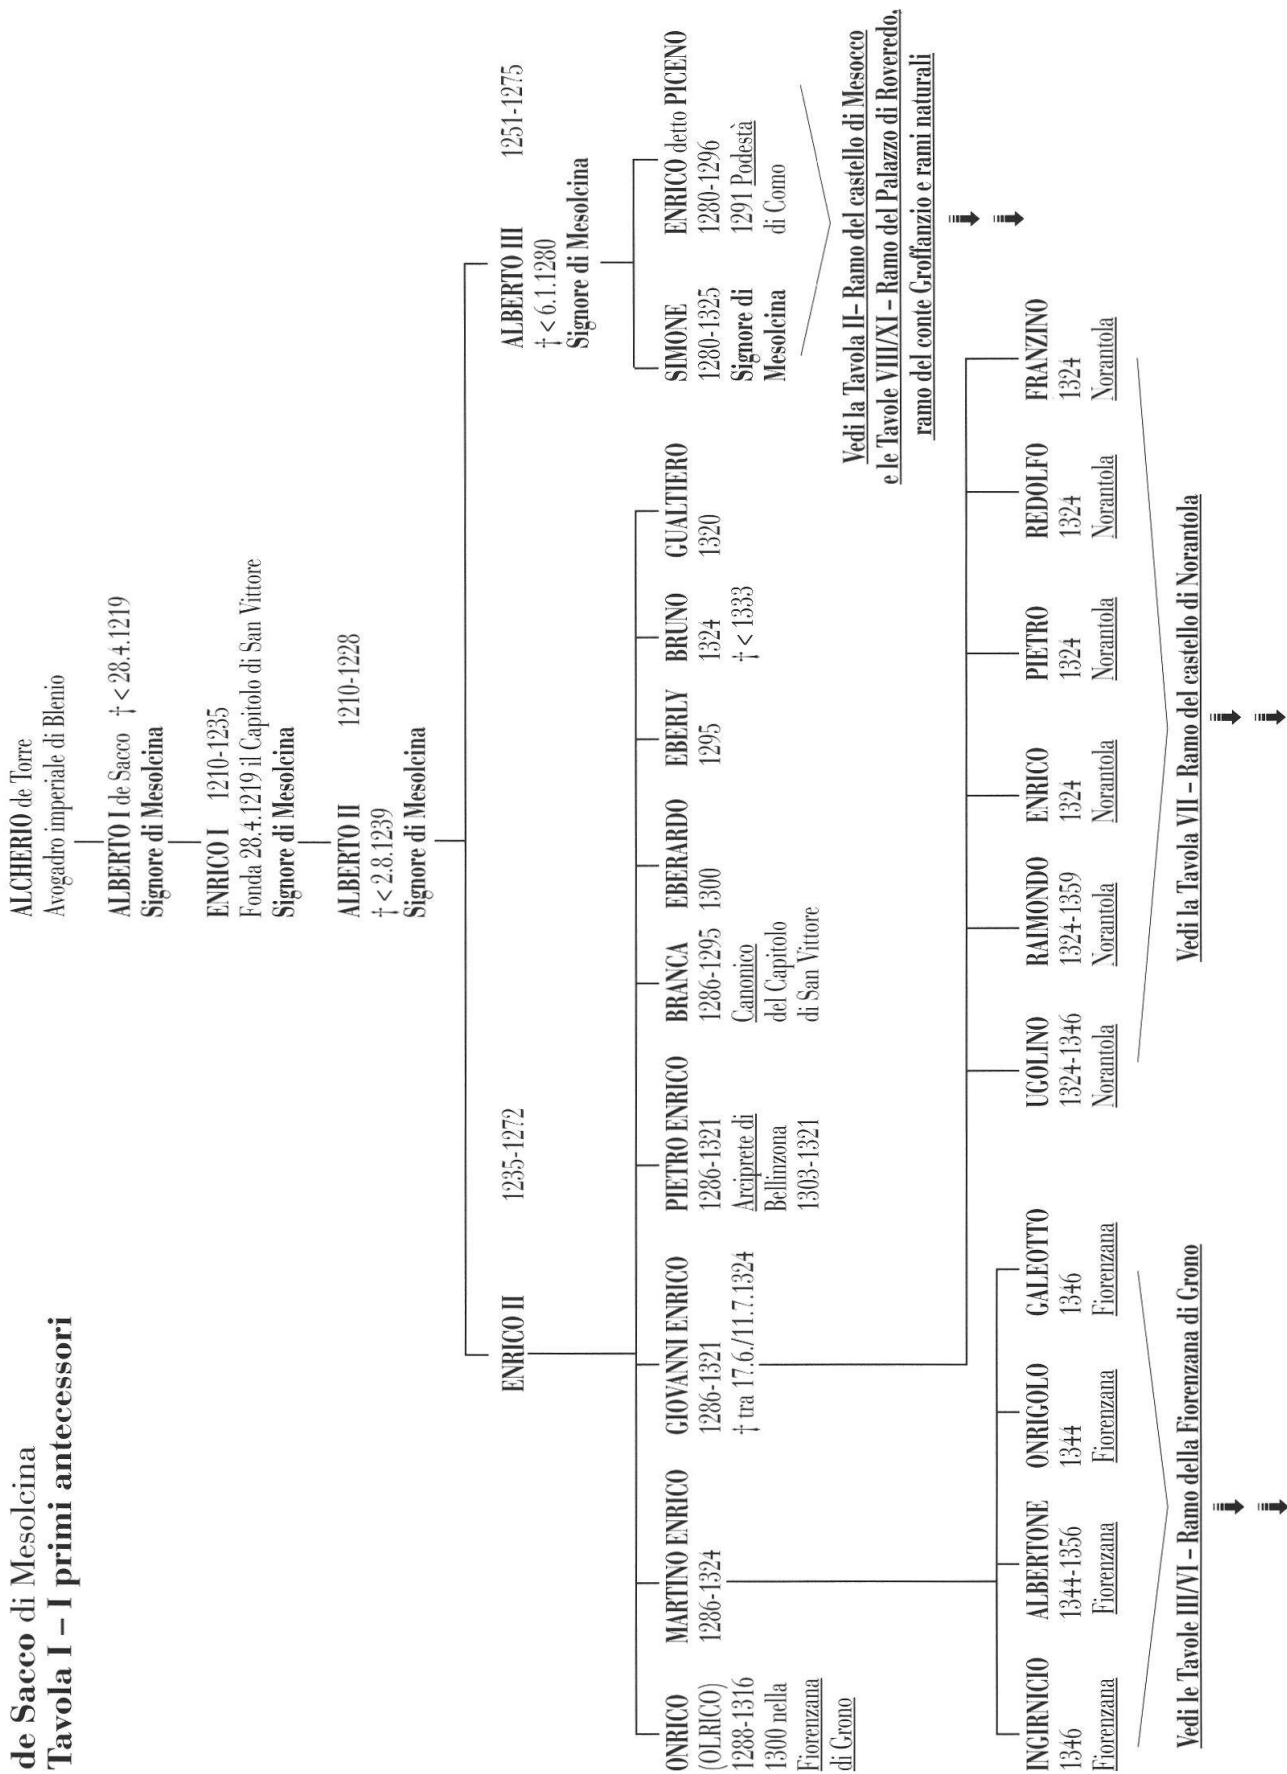 de Sacco di Mesolcina
Tavola I – I primi antecessori
ALCHERIO de Torre
Avogadro imperiale di Blenio
ALBERTO I de Sacco † < 28.4.1219
Signore di Mesolcina
ENRICO I 1210-1235
Fonda 28.4.1219 il Capitolo di San Vittore
Signore di Mesolcina
ALBERTO II 1210-1228
† < 2.8.1239
Signore di Mesolcina
ENRICO II 1235-1272
ALBERTO III 1251-1275
† < 6.1.1280
Signore di Mesolcina
ONRICO
(OLRICO)
1288-1316
1300 nella
Fiorenzana
di Grono
MARTINO ENRICO
1286-1324
GIOVANNI ENRICO
1286-1321
† tra 17.6./11.7.1324
PIETRO ENRICO
1286-1321
Arciprete di
Bellinzona
1303-1321
BRANCA
1286-1295
Canonico
del Capitolo
di San Vittore
EBERARDO
1300
EBERLY
1295
BRUNO
1324
† < 1333
GUALTIERO
1320
SIMONE
1280-1325
Signore di
Mesolcina
ENRICO detto PICENO
1280-1296
1291 Podestà
di Como
Vedi la Tavola II – Ramo del castello di Mesocco
e le Tavole VIII/XI – Ramo del Palazzo di Roveredo,
ramo del conte Groffanzio e rami naturali
INGIRNICIO
1346
Fiorenzana
ALBERTONE
1344-1356
Fiorenzana
ONRIGOLO
1344
Fiorenzana
GALEOTTO
1346
Fiorenzana
UGOLINO
1324-1346
Norantola
RAIMONDO
1324-1359
Norantola
ENRICO
1324
Norantola
PIETRO
1324
Norantola
REDOLFO
1324
Norantola
FRANZINO
1324
Norantola
Vedi le Tavole III/VI – Ramo della Fiorenzana di Grono
Vedi la Tavola VII – Ramo del castello di Norantola